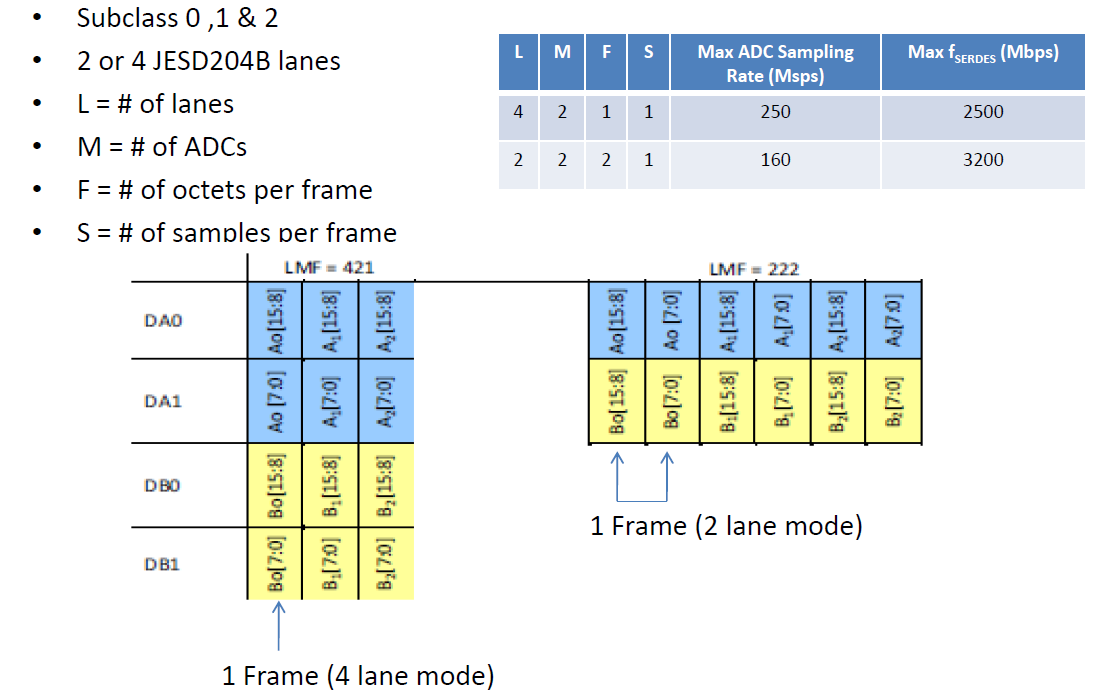 • Subclass 0 ,1 & 2
• 2 or 4 JESD204B lanes
• L = # of lanes
• M = # of ADCs
• F = # of octets per frame
• S = # of samples per frame
L M F S Max ADC Sampling Rate (Msps) Max fSERDES (Mbps)
4 2 1 1 250 2500
2 2 2 1 160 3200
LMF = 421
DA0 Ao[15:8] A1[15:8] A2[15:8]
DA1 Ao [7:0] A1[7:0] A2[7:0]
DB0 Bo[15:8] B1[15:8] B2[15:8]
DB1 Bo[7:0] B1[7:0] B2[7:0]
1 Frame (4 lane mode)
LMF = 222
Ao[15:8] Ao [7:0] A1[15:8] A1[7:0] A2[15:8] A2[7:0]
Bo[15:8] Bo[7:0] B1[15:8] B1[7:0] B2[15:8] B2[7:0]
1 Frame (2 lane mode)